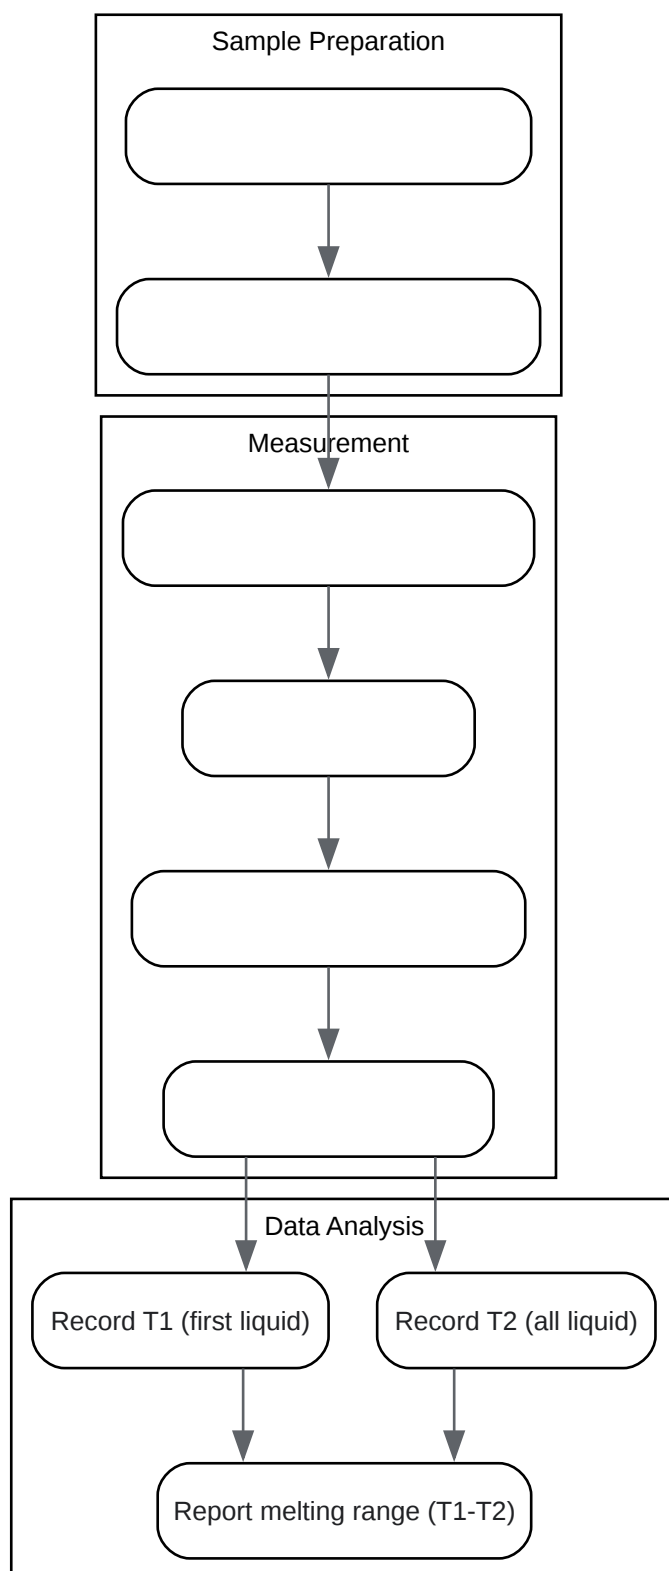 Sample Preparation
Measurement
Data Analysis
Record T1 (first liquid)
Record T2 (all liquid)
Report melting range (T1-T2)